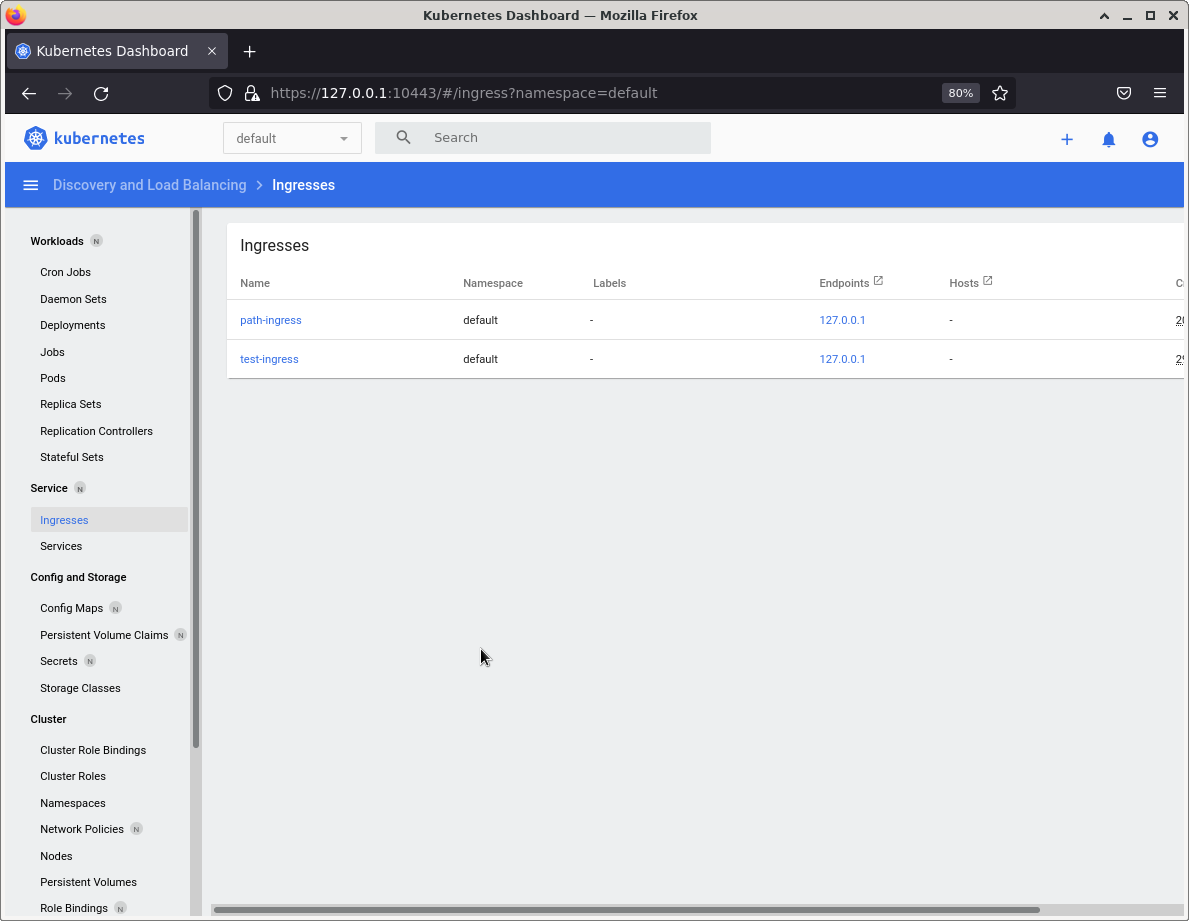 Kubernetes Dashboard — Mozilla Firefox
Kubernetes Dashboard
https://127.0.0.1:10443/#/ingress?namespace=default
80%
kubernetes
default
Search
Discovery and Load Balancing
Ingresses
Workloads N
Cron Jobs
Daemon Sets
Deployments
Jobs
Pods
Replica Sets
Replication Controllers
Stateful Sets
Service N
Ingresses
Services
Config and Storage
Config Maps N
Persistent Volume Claims N
Secrets N
Storage Classes
Cluster
Cluster Role Bindings
Cluster Roles
Namespaces
Network Policies N
Nodes
Persistent Volumes
Role Bindings N
Ingresses
Name Namespace Labels Endpoints Hosts
path-ingress default - 127.0.0.1 -
test-ingress default - 127.0.0.1 -